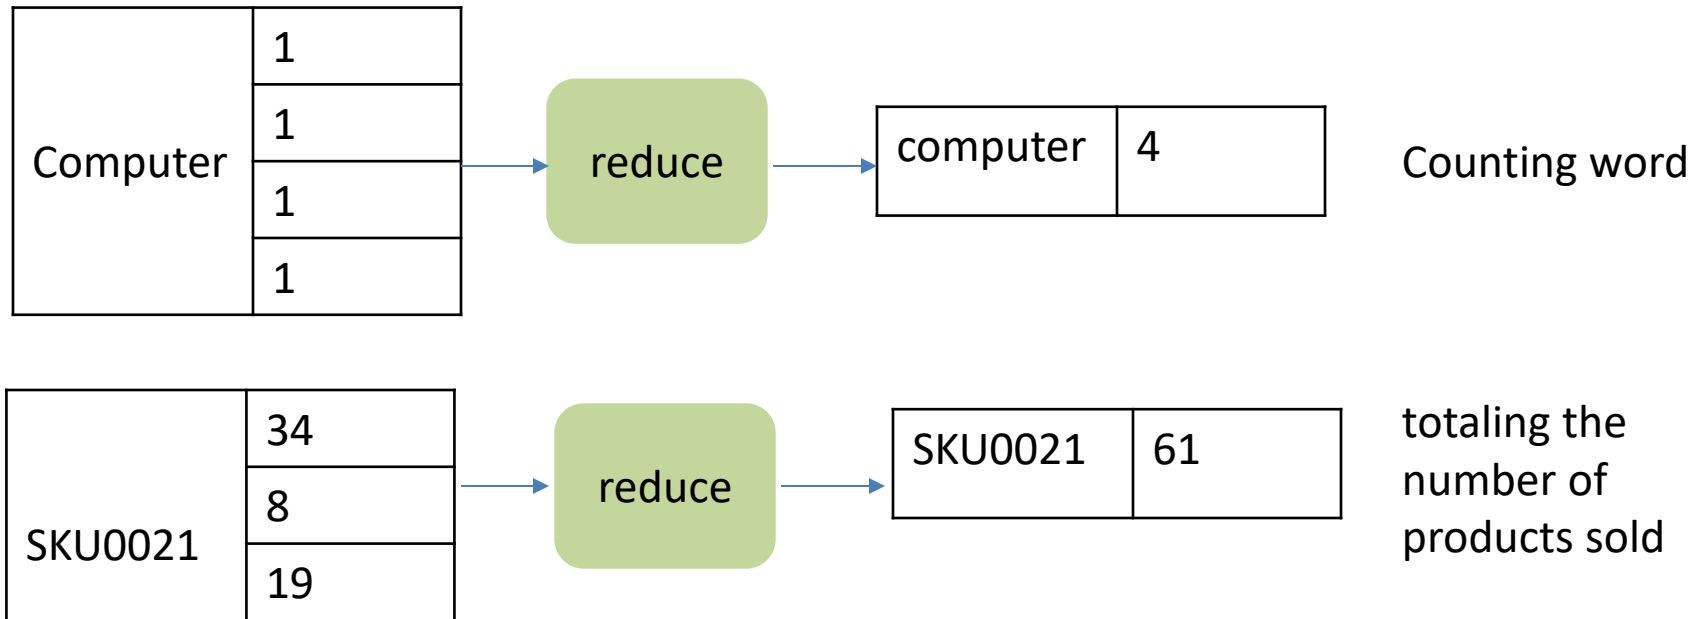 Computer
1
1
1
1
reduce
computer 4
Counting word
SKU0021
34
8
19
reduce
SKU0021 61
totaling the
number of
products sold